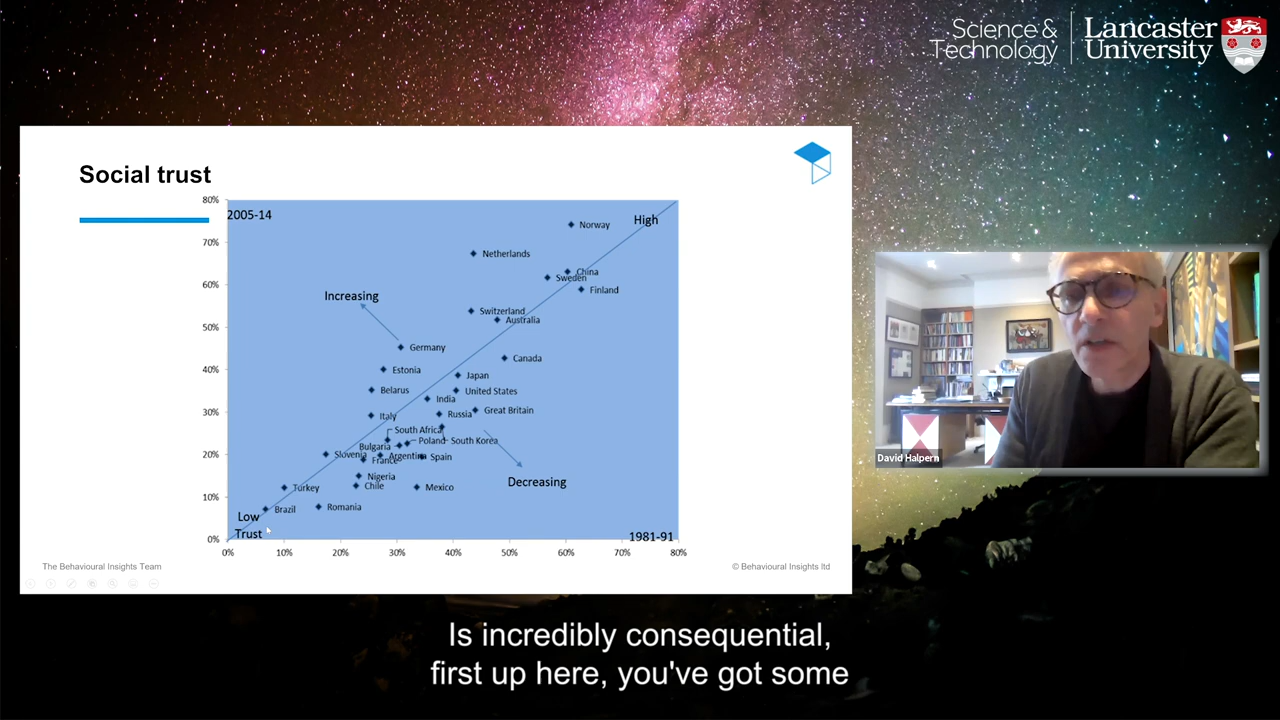 Science &
Technology
Lancaster
University
Social trust
80%
2005-14
High
Norway
70%
Netherlands
China
Sweden
60%
Finland
Increasing
Switzerland
Australia
50%
Germany
Canada
40%
Estonia
Japan
Belarus
United States
India
30%
Great Britain
Italy
Russia
South Africa
Poland
South Korea
Bulgaria
20%
Slovenia
Argentina
France
Spain
Nigeria
Decreasing
Chile
Turkey
Mexico
10%
Brazil
Romania
Low
Trust
0%
1981-91
0%
10%
20%
30%
40%
50%
60%
70%
80%
The Behavioural Insights Team
© Behavioural Insights ltd
David Halpern
Is incredibly consequential,
first up here, you've got some